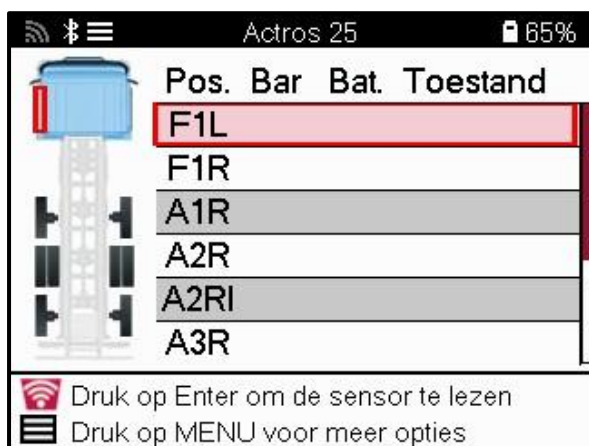 Actros 25 65%
Pos. Bar Bat. Toestand
F1L
F1R
A1R
A2R
A2RI
A3R
Druk op Enter om de sensor te lezen
Druk op MENU voor meer opties